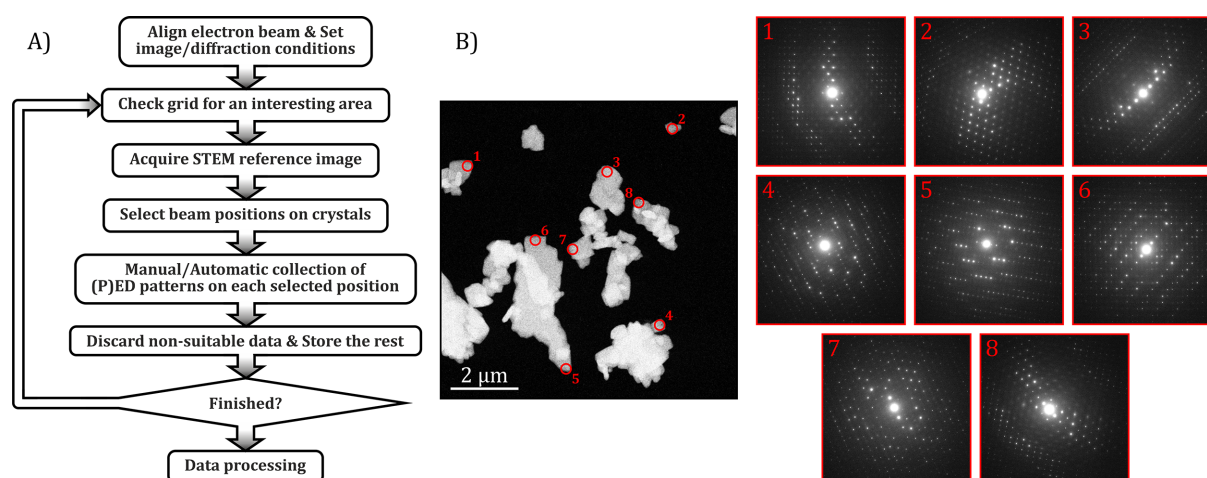 A)
Align electron beam & Set
image/diffraction conditions
Check grid for an interesting area
Acquire STEM reference image
Select beam positions on crystals
Manual/Automatic collection of
(P)ED patterns on each selected position
Discard non-suitable data & Store the rest
Finished?
Data processing
B)
1
2
3
8
6
7
4
5
2 μm
1
2
3
4
5
6
7
8